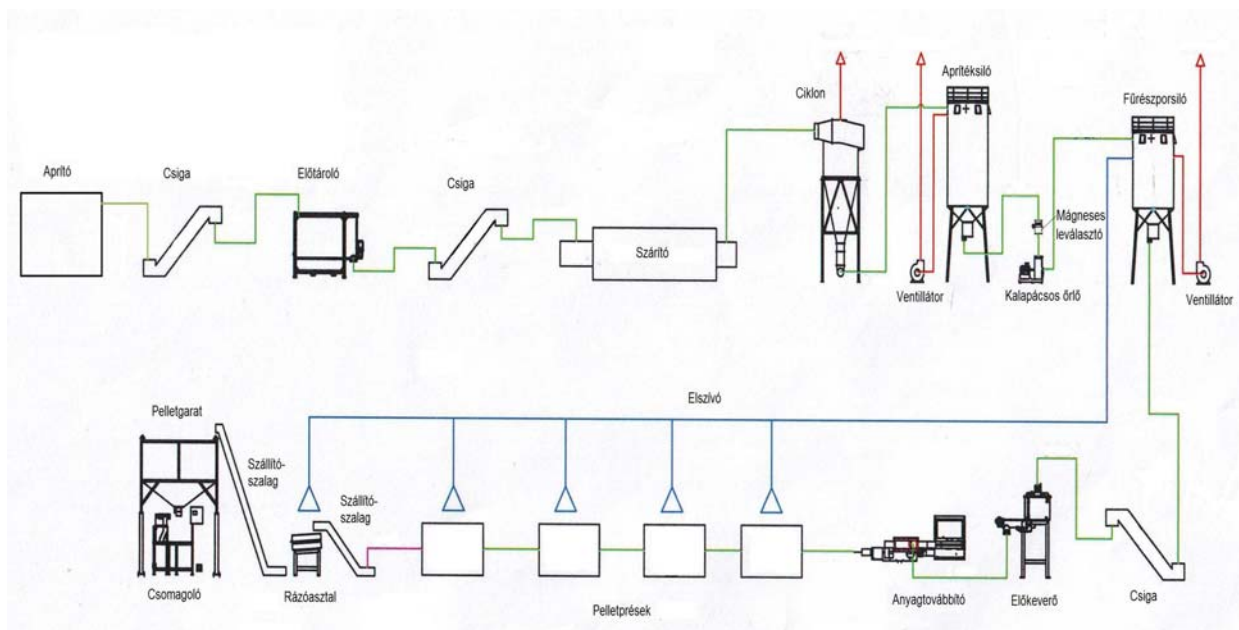 Aprítéksiló
Ciklon
Fűrészporsiló
Aprító
Csiga
Előtároló
Csiga
Szárító
Mágneses
leválasztó
Ventillátor
Kalapácsos őrlő
Ventillátor
Elszívó
Pelletgarat
Szállító-
szalag
Szállító-
szalag
Csomagoló
Rázóasztal
Pelletprések
Anyagtovábbító
Előkeverő
Csiga